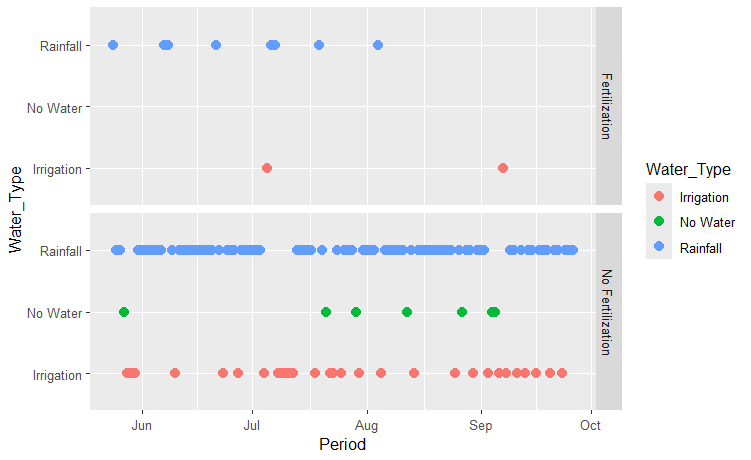 Rainfall
No Water
Irrigation
Fertilization
Rainfall
No Water
Irrigation
No Fertilization
Water_Type
Jun
Jul
Aug
Sep
Oct
Period
Water_Type
Irrigation
No Water
Rainfall